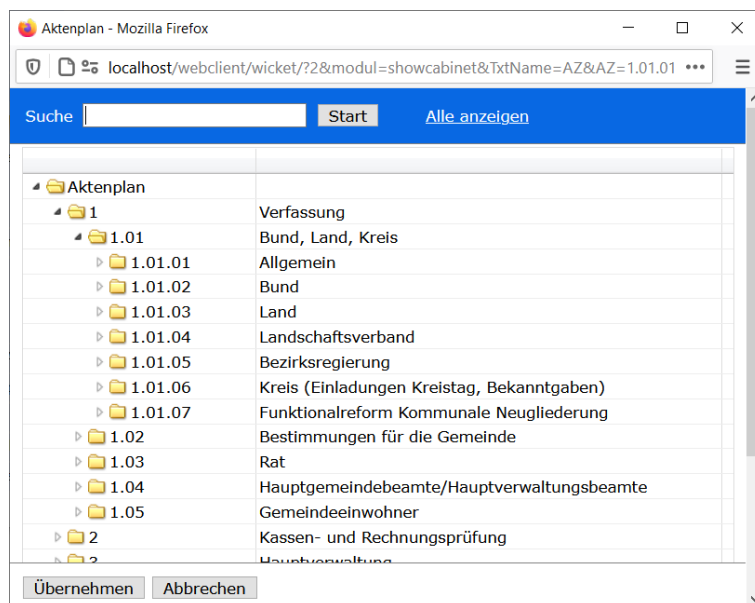 Aktenplan - Mozilla Firefox
localhost/webclient/wicket/?2&modul=showcabinet&TxtName=AZ&AZ=1.01.01
Suche Start Alle anzeigen
Aktenplan
1 Verfassung
1.01 Bund, Land, Kreis
1.01.01 Allgemein
1.01.02 Bund
1.01.03 Land
1.01.04 Landschaftsverband
1.01.05 Bezirksregierung
1.01.06 Kreis (Einladungen Kreistag, Bekanntgaben)
1.01.07 Funktionalreform Kommunale Neugliederung
1.02 Bestimmungen für die Gemeinde
1.03 Rat
1.04 Hauptgemeindebeamte/Hauptverwaltungsbeamte
1.05 Gemeindeeinwohner
2 Kassen- und Rechnungsprüfung
3 Hauptverwaltung
Übernehmen Abbrechen